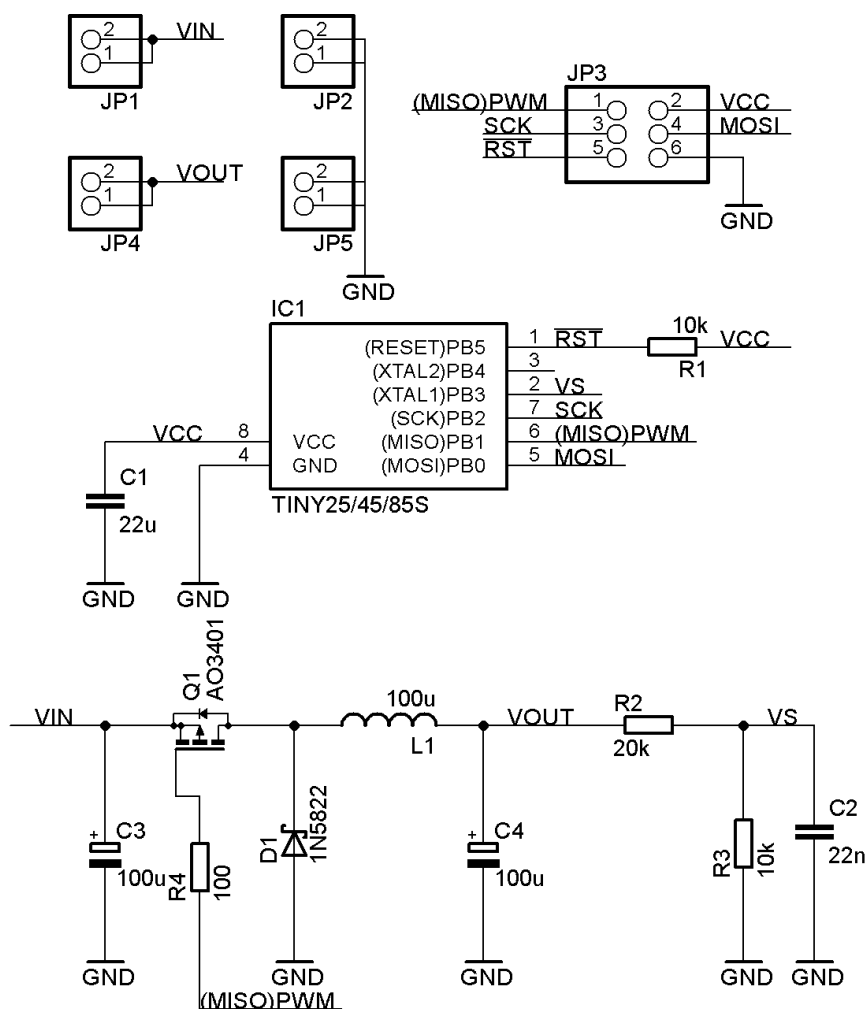 2 VIN
1
JP1
2
1
JP2
JP3
(MISO)PWM 1 2 VCC
SCK 3 4 MOSI
RST 5 6
GND
2 VOUT
1
JP4
2
1
JP5
GND
IC1
(RESET)PB5 1 RST 10k VCC
R1
(XTAL2)PB4 3
(XTAL1)PB3 2 VS
(SCK)PB2 7 SCK
VCC 8 VCC (MISO)PB1 6 (MISO)PWM
4 GND (MOSI)PB0 5 MOSI
TINY25/45/85S
C1
22u
GND GND
Q1
AO3401
VIN
100u
L1
VOUT
R2
20k
VS
+ C3
100u
R4
100
D1
1N5822
+ C4
100u
R3
10k
C2
22n
GND GND GND GND GND
(MISO)PWM